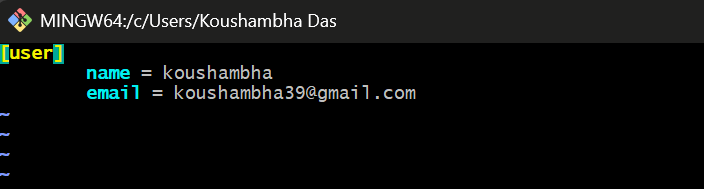 MINGW64:/c/Users/Koushambha Das
[user]
        name = koushambha
        email = koushambha39@gmail.com
~
~
~
~